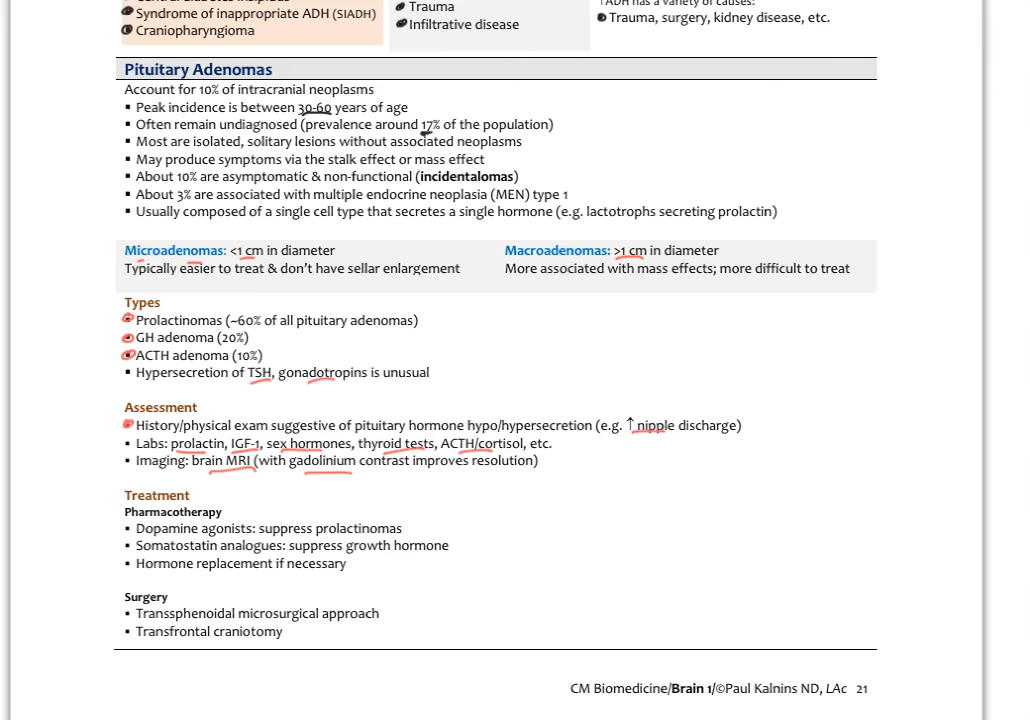 Syndrome of inappropriate ADH (SIADH)
Craniopharyngioma
Trauma
Infiltrative disease
↑ADH has a variety of causes:
Trauma, surgery, kidney disease, etc.
Pituitary Adenomas
Account for 10% of intracranial neoplasms
▪ Peak incidence is between 30-60 years of age
▪ Often remain undiagnosed (prevalence around 17% of the population)
▪ Most are isolated, solitary lesions without associated neoplasms
▪ May produce symptoms via the stalk effect or mass effect
▪ About 10% are asymptomatic & non-functional (incidentalomas)
▪ About 3% are associated with multiple endocrine neoplasia (MEN) type 1
▪ Usually composed of a single cell type that secretes a single hormone (e.g. lactotrophs secreting prolactin)
Microadenomas: <1 cm in diameter
Typically easier to treat & don't have sellar enlargement
Macroadenomas: >1 cm in diameter
More associated with mass effects; more difficult to treat
Types
▪ Prolactinomas (~60% of all pituitary adenomas)
▪ GH adenoma (20%)
▪ ACTH adenoma (10%)
▪ Hypersecretion of TSH, gonadotropins is unusual
Assessment
▪ History/physical exam suggestive of pituitary hormone hypo/hypersecretion (e.g. ↑ nipple discharge)
▪ Labs: prolactin, IGF-1, sex hormones, thyroid tests, ACTH/cortisol, etc.
▪ Imaging: brain MRI (with gadolinium contrast improves resolution)
Treatment
Pharmacotherapy
▪ Dopamine agonists: suppress prolactinomas
▪ Somatostatin analogues: suppress growth hormone
▪ Hormone replacement if necessary
Surgery
▪ Transsphenoidal microsurgical approach
▪ Transfrontal craniotomy
CM Biomedicine/Brain 1/©Paul Kalnins ND, LAc 21